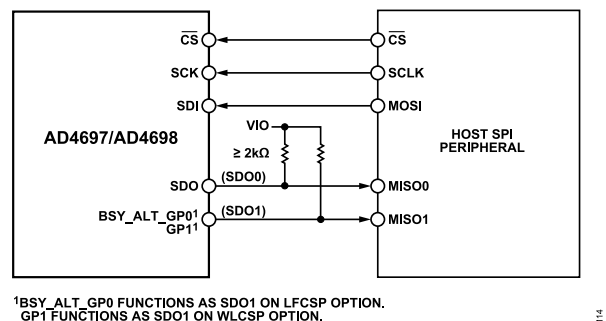 CS CS
SCK SCLK
SDI MOSI
VIO
AD4697/AD4698 HOST SPI
≥ 2kΩ PERIPHERAL
SDO (SDO0) MISO0
BSY_ALT_GP0¹ (SDO1) MISO1
GP1¹
¹BSY_ALT_GP0 FUNCTIONS AS SDO1 ON LFCSP OPTION.
GP1 FUNCTIONS AS SDO1 ON WLCSP OPTION.
114